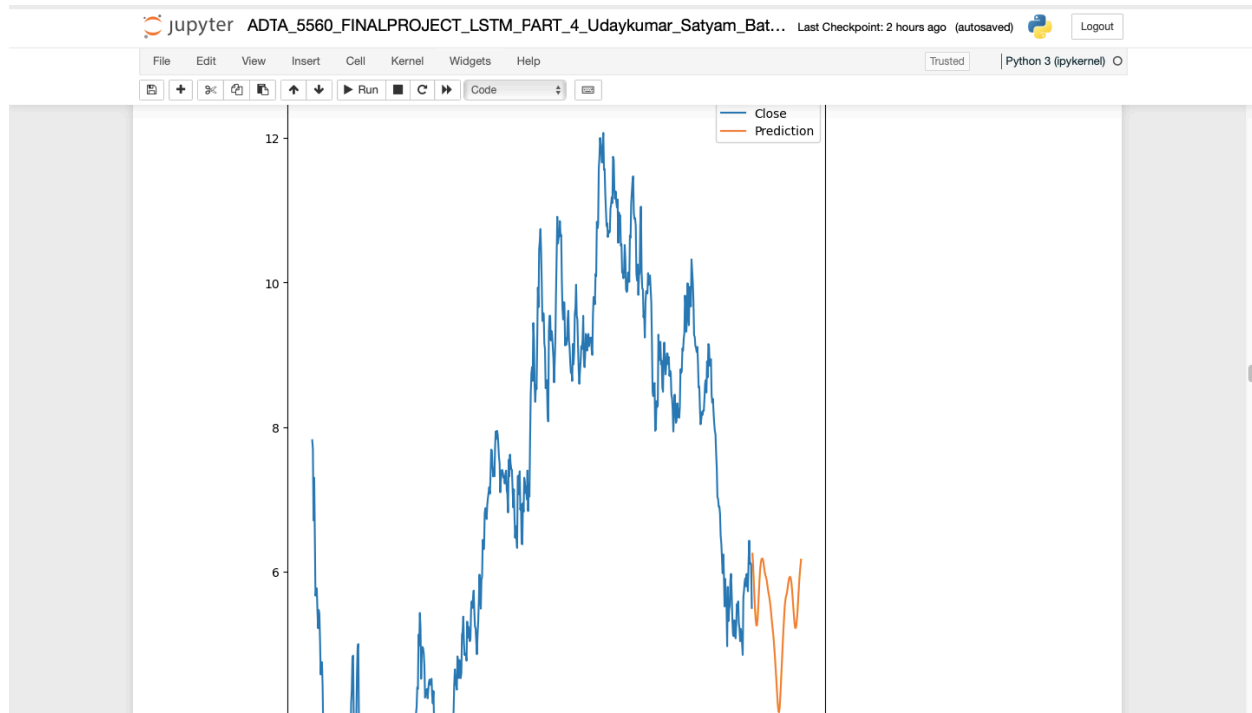 jupyter ADTA_5560_FINALPROJECT_LSTM_PART_4_Udaykumar_Satyam_Bat... Last Checkpoint: 2 hours ago (autosaved) Logout
File Edit View Insert Cell Kernel Widgets Help Trusted Python 3 (ipykernel)
Run Code
Close
Prediction
12
10
8
6